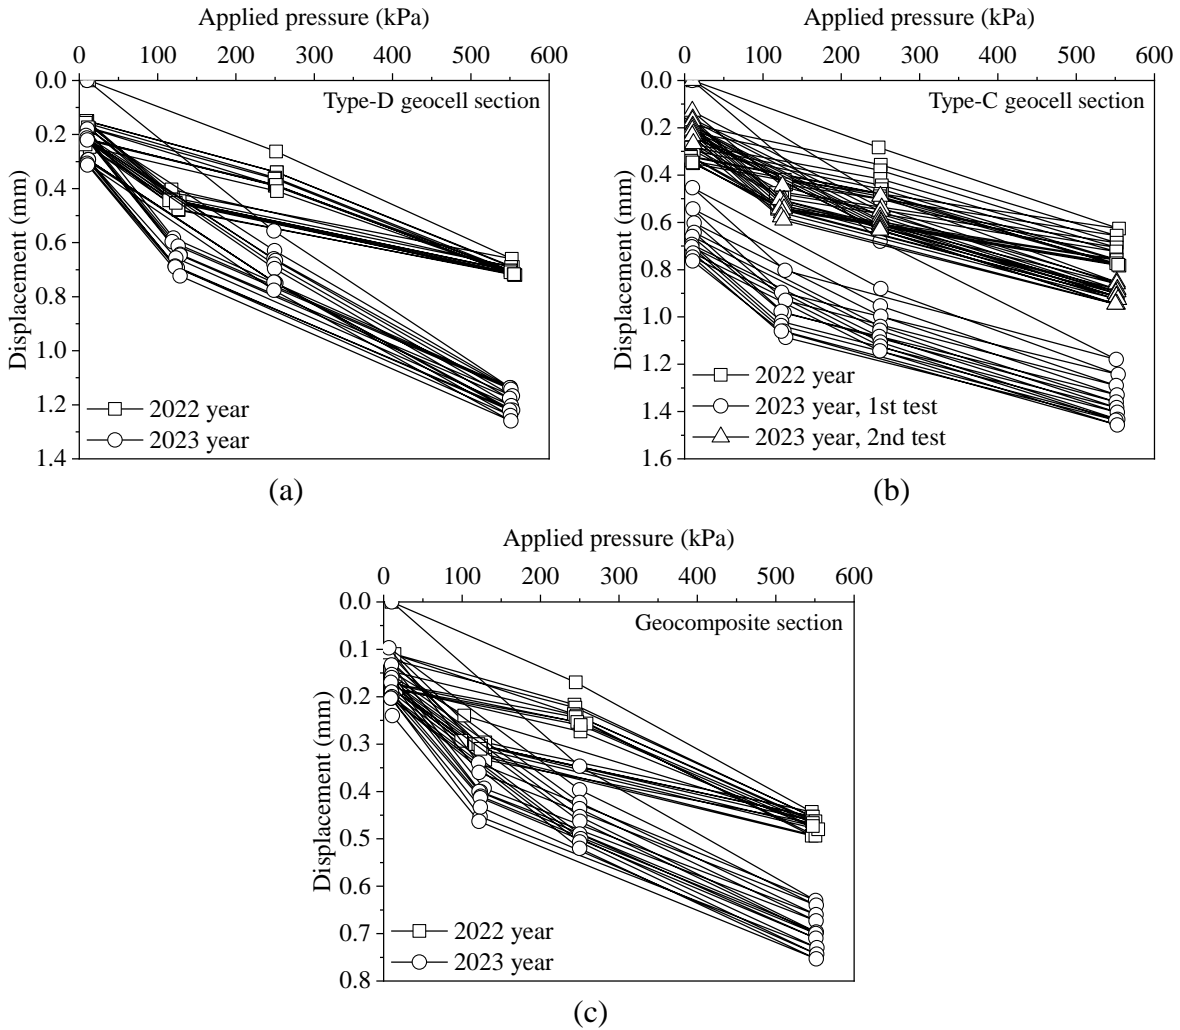 Applied pressure (kPa)
0 100 200 300 400 500 600
0.0
0.2
0.4
0.6
0.8
1.0
1.2
1.4
Displacement (mm)
Type-D geocell section
2022 year
2023 year
(a)
Applied pressure (kPa)
0 100 200 300 400 500 600
0.0
0.2
0.4
0.6
0.8
1.0
1.2
1.4
1.6
Displacement (mm)
Type-C geocell section
2022 year
2023 year, 1st test
2023 year, 2nd test
(b)
Applied pressure (kPa)
0 100 200 300 400 500 600
0.0
0.1
0.2
0.3
0.4
0.5
0.6
0.7
0.8
Displacement (mm)
Geocomposite section
2022 year
2023 year
(c)